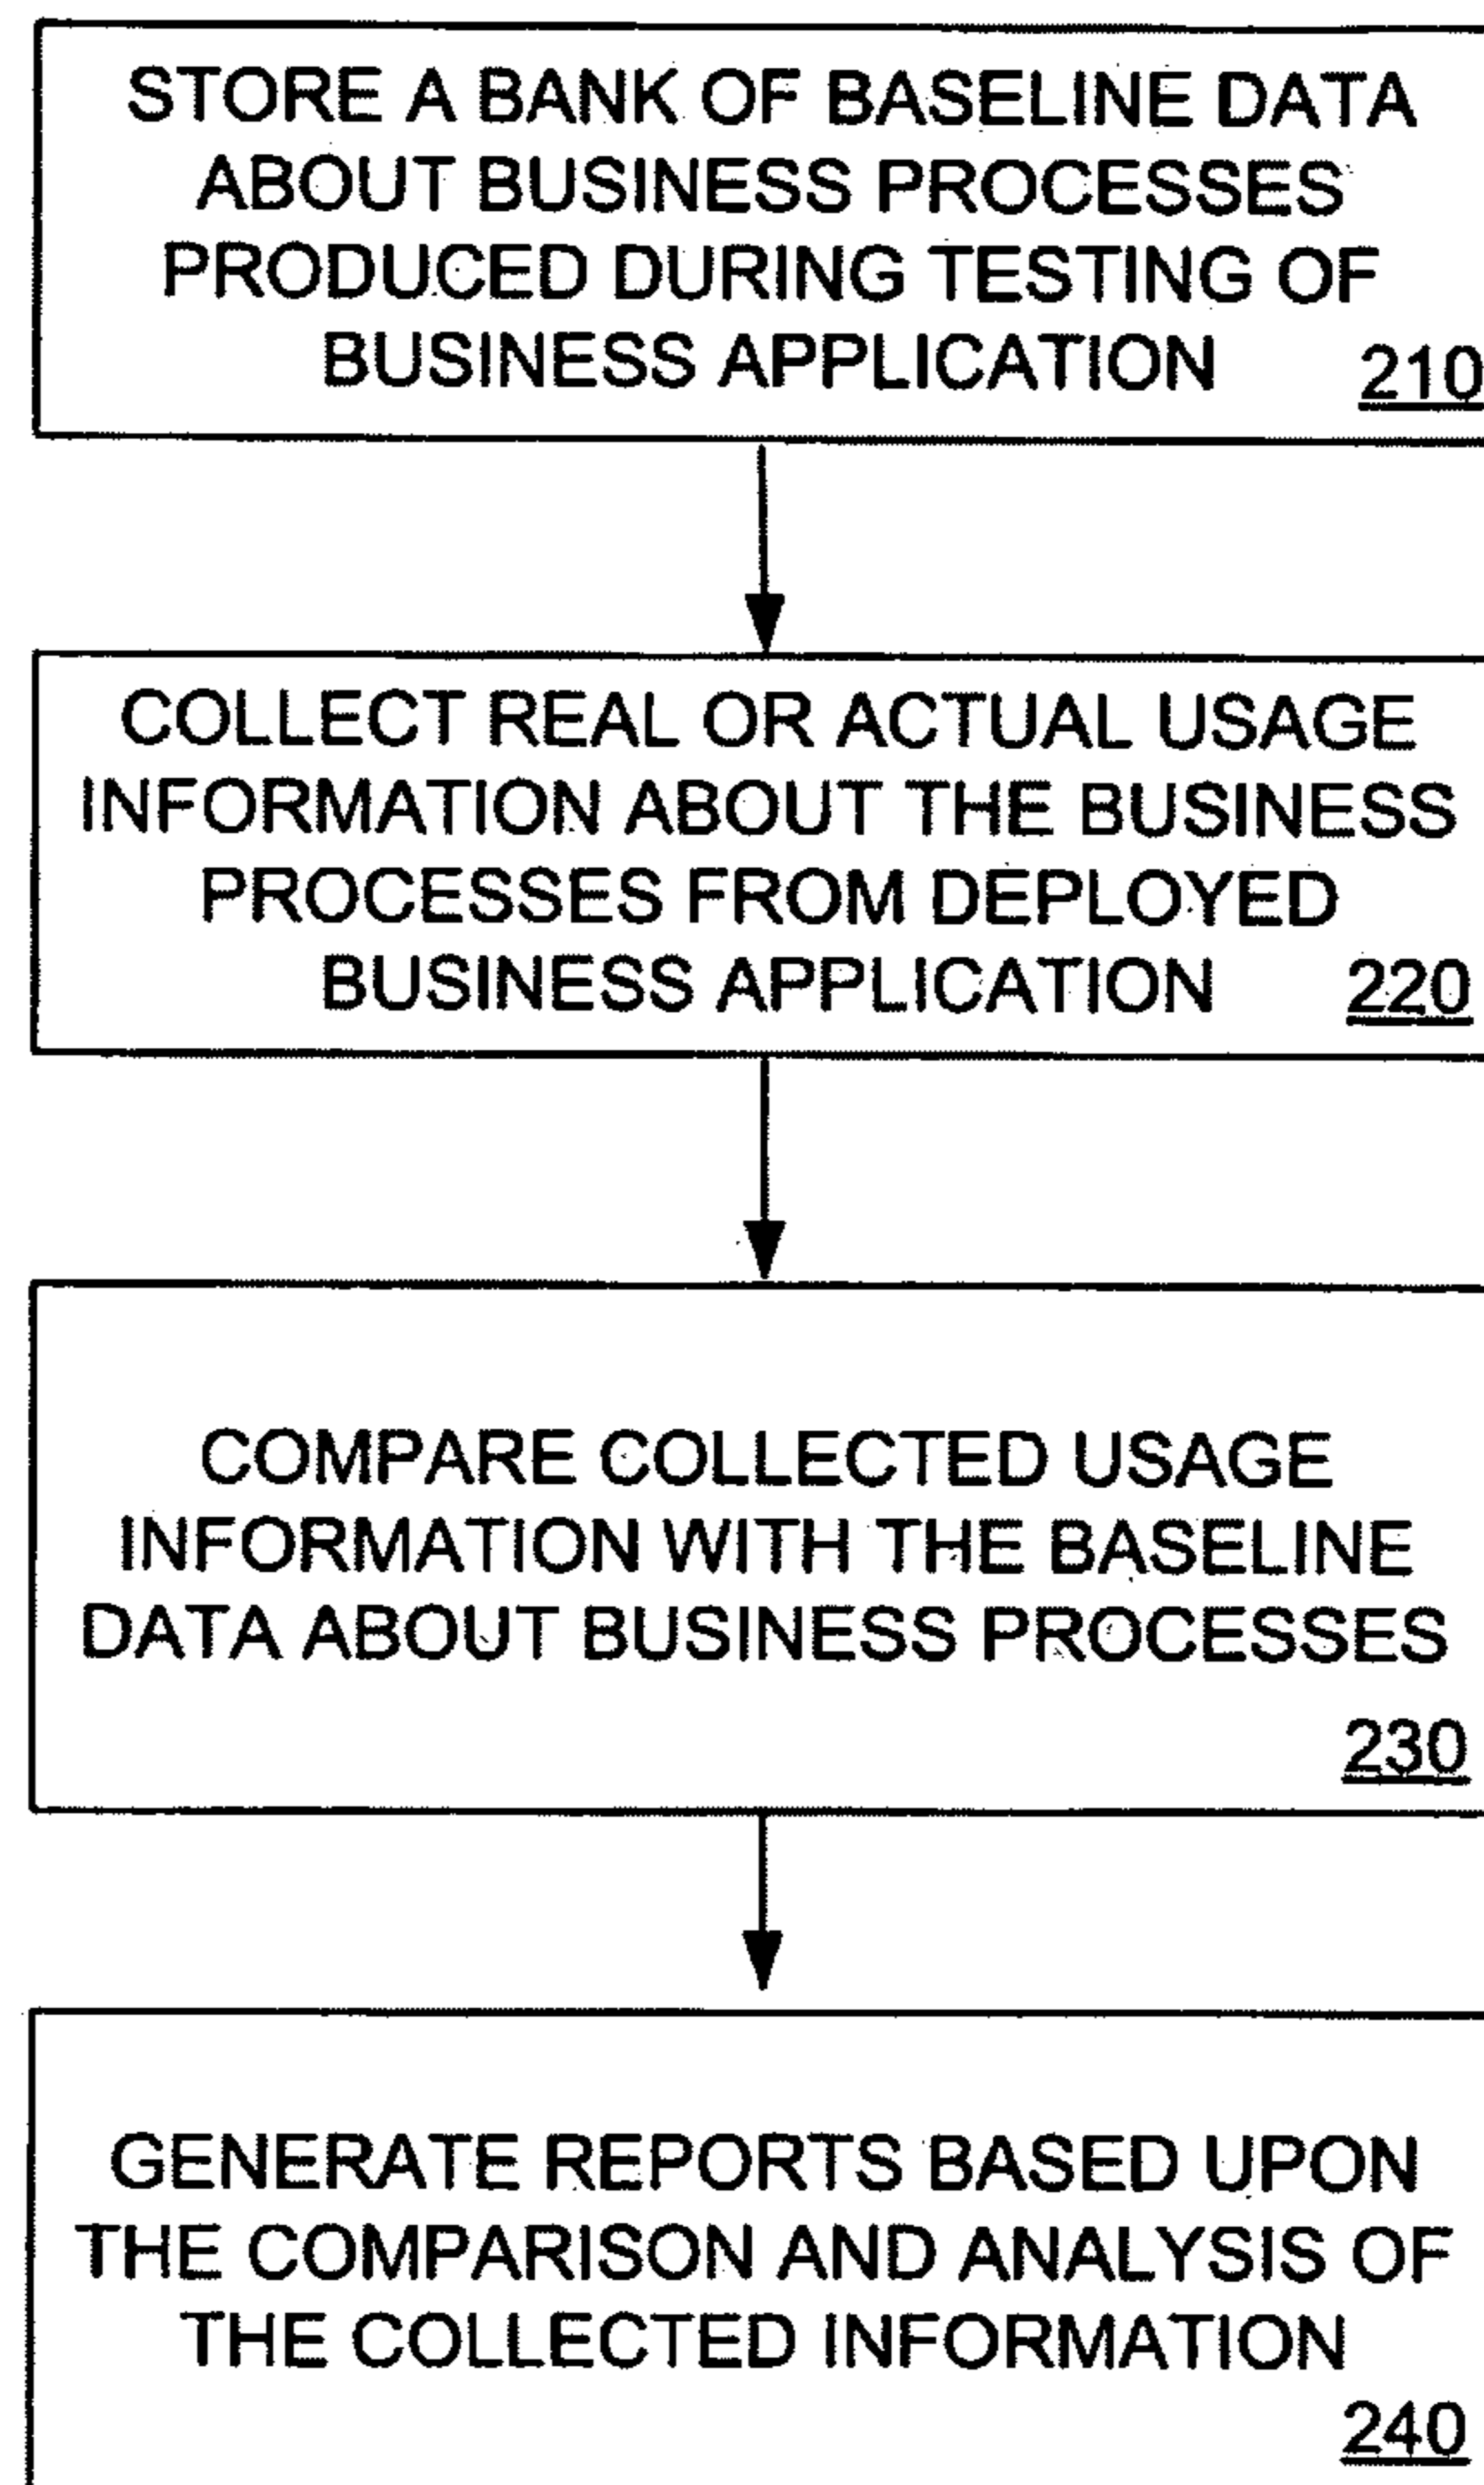 STORE A BANK OF BASELINE DATA
ABOUT BUSINESS PROCESSES
PRODUCED DURING TESTING OF
BUSINESS APPLICATION 210
COLLECT REAL OR ACTUAL USAGE
INFORMATION ABOUT THE BUSINESS
PROCESSES FROM DEPLOYED
BUSINESS APPLICATION 220
COMPARE COLLECTED USAGE
INFORMATION WITH THE BASELINE
DATA ABOUT BUSINESS PROCESSES
230
GENERATE REPORTS BASED UPON
THE COMPARISON AND ANALYSIS OF
THE COLLECTED INFORMATION
240